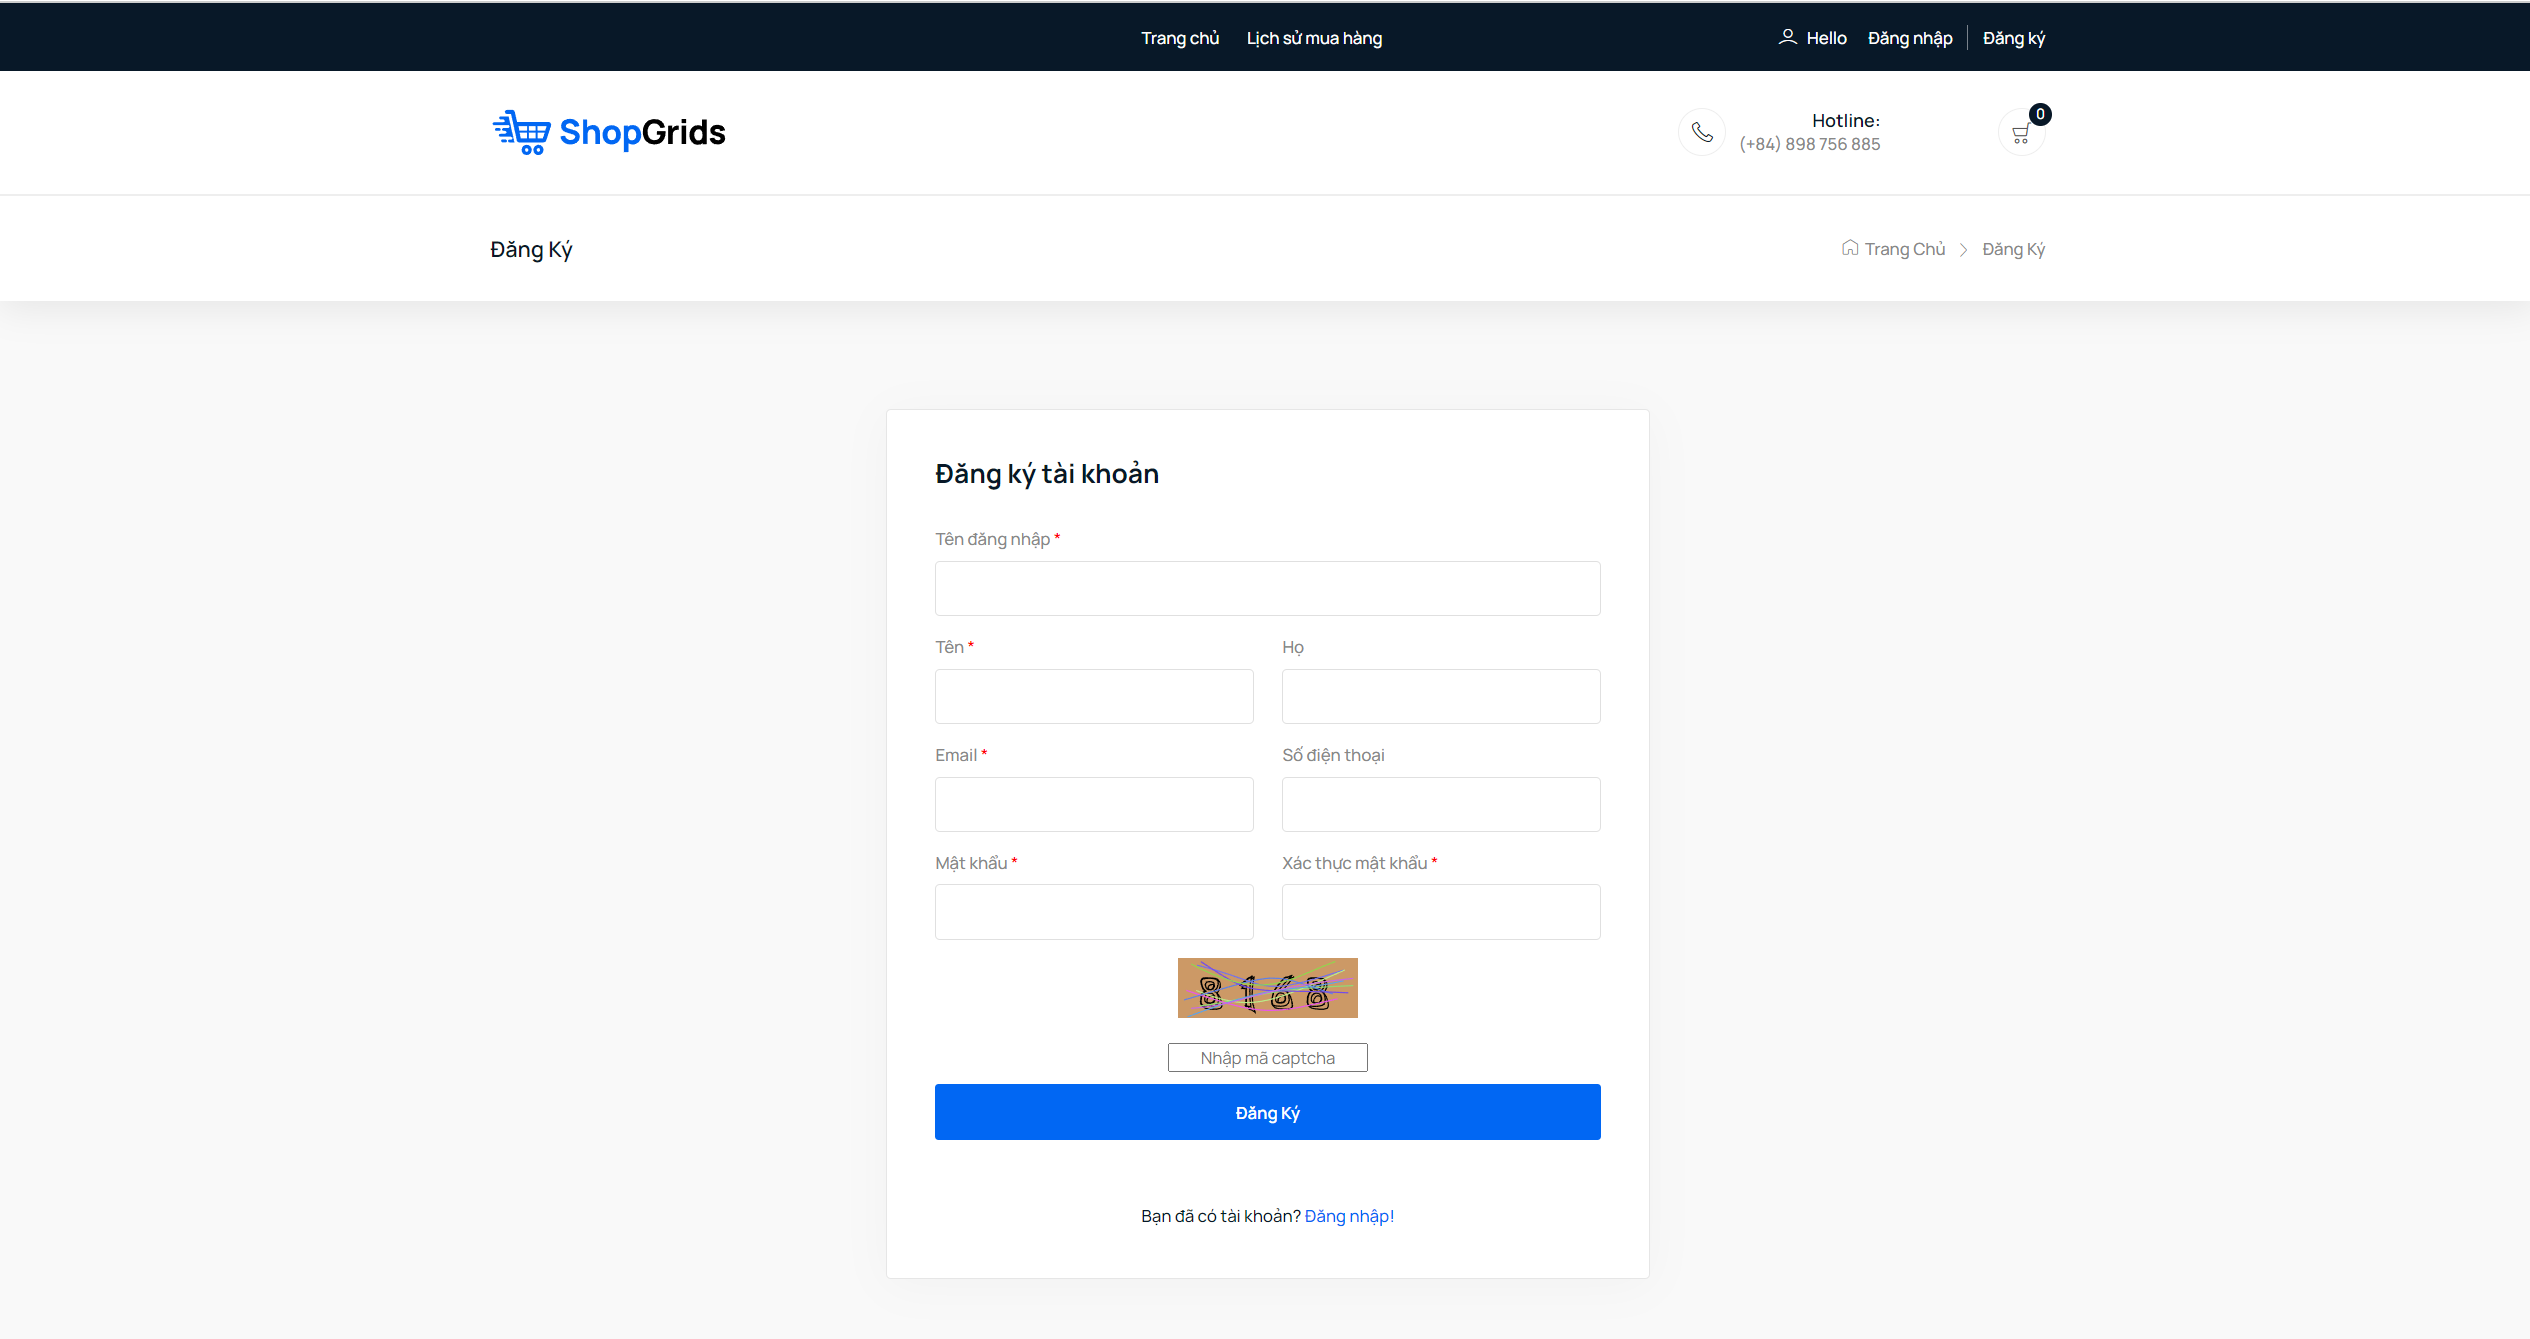 Trang chủ Lịch sử mua hàng Hello Đăng nhập Đăng ký
ShopGrids
Hotline:
(+84) 898 756 885
0
Đăng Ký
Trang Chủ Đăng Ký
Đăng ký tài khoản
Tên đăng nhập *
Tên * Họ
Email * Số điện thoại
Mật khẩu * Xác thực mật khẩu *
8168
Nhập mã captcha
Đăng Ký
Bạn đã có tài khoản? Đăng nhập!